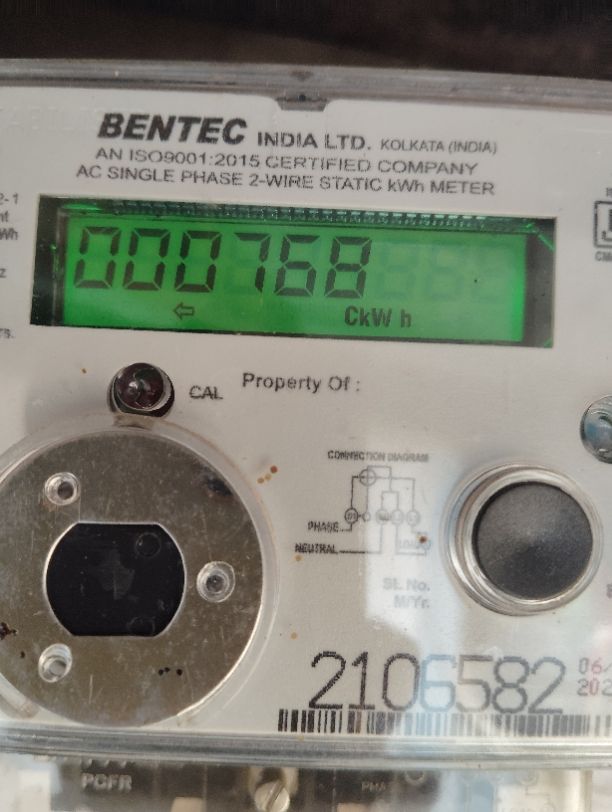 BENTEC INDIA LTD. KOLKATA (INDIA)
AN ISO9001:2015 CERTIFIED COMPANY
AC SINGLE PHASE 2-WIRE STATIC kWh METER
000768
CkW h
CAL
Property Of :
CONNECTION DIAGRAM
PHASE
NEUTRAL
LOAD
SL. No.
M/Yr.
2106582
PCFR